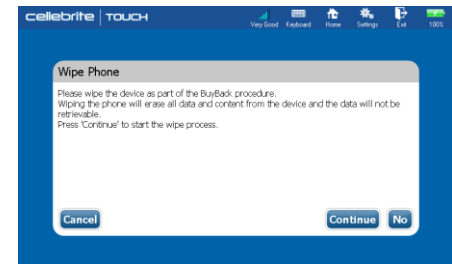 cellebrite TOUCH
Very Good Keyboard Home Settings Exit 100%
Wipe Phone
Please wipe the device as part of the BuyBack procedure.
Wiping the phone will erase all data and content from the device and the data will not be
retrievable.
Press 'Continue' to start the wipe process.
Cancel Continue No